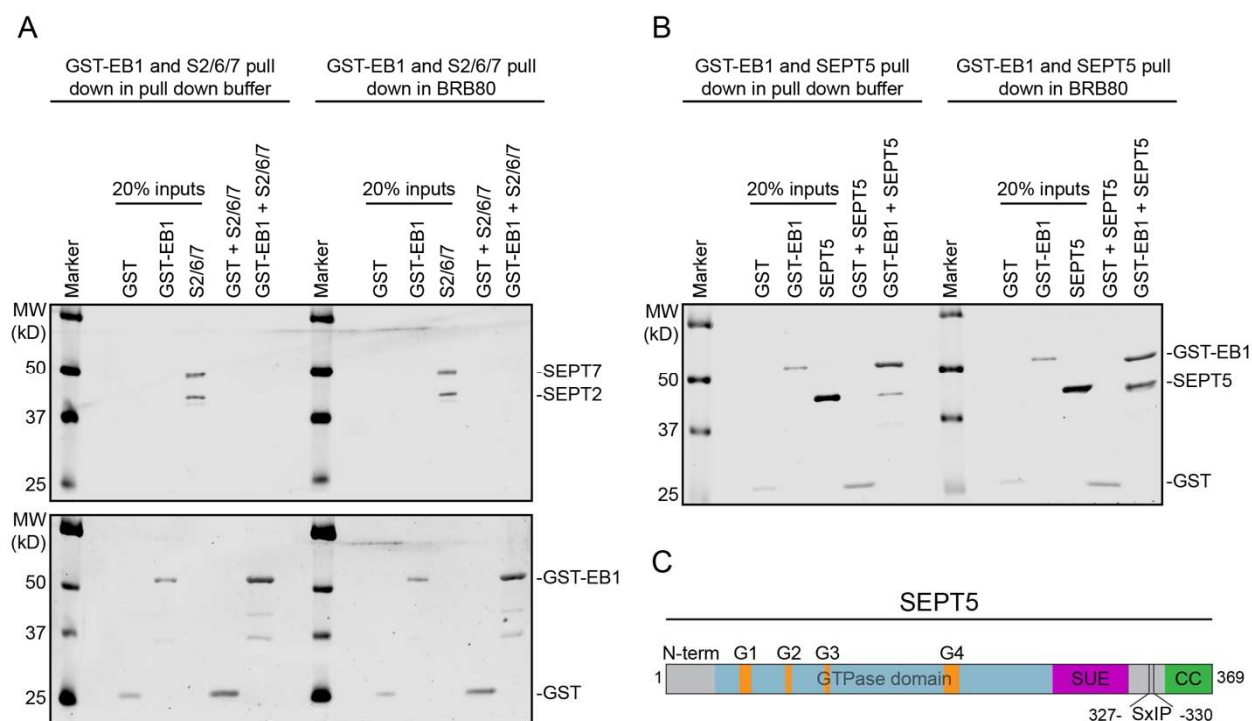 A
GST-EB1 and S2/6/7 pull
down in pull down buffer
GST-EB1 and S2/6/7 pull
down in BRB80
20% inputs
Marker
GST
GST-EB1
S2/6/7
GST + S2/6/7
GST-EB1 + S2/6/7
20% inputs
Marker
GST
GST-EB1
S2/6/7
GST + S2/6/7
GST-EB1 + S2/6/7
MW
(kD)
50
37
25
-SEPT7
-SEPT2
MW
(kD)
50
37
25
-GST-EB1
-GST
B
GST-EB1 and SEPT5 pull
down in pull down buffer
GST-EB1 and SEPT5 pull
down in BRB80
20% inputs
Marker
GST
GST-EB1
SEPT5
GST + SEPT5
GST-EB1 + SEPT5
20% inputs
Marker
GST
GST-EB1
SEPT5
GST + SEPT5
GST-EB1 + SEPT5
MW
(kD)
50
37
25
-GST-EB1
-SEPT5
-GST
C
SEPT5
N-term G1 G2 G3 G4
1 GTPase domain SUE CC 369
327- SxIP -330